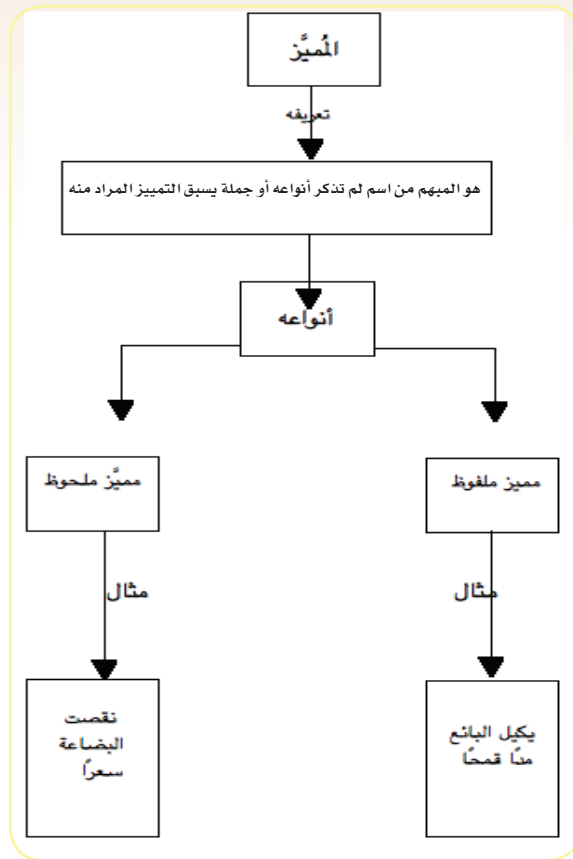 المُميَّز
تعريفه
هو المبهم من اسم لم تذكر أنواعه أو جملة يسبق التمييز المراد منه
أنواعه
مميز ملفوظ
مميَّز ملحوظ
مثال
مثال
يكيل البائع
مدًا قمحًا
نقصت
البضاعة
سعرًا